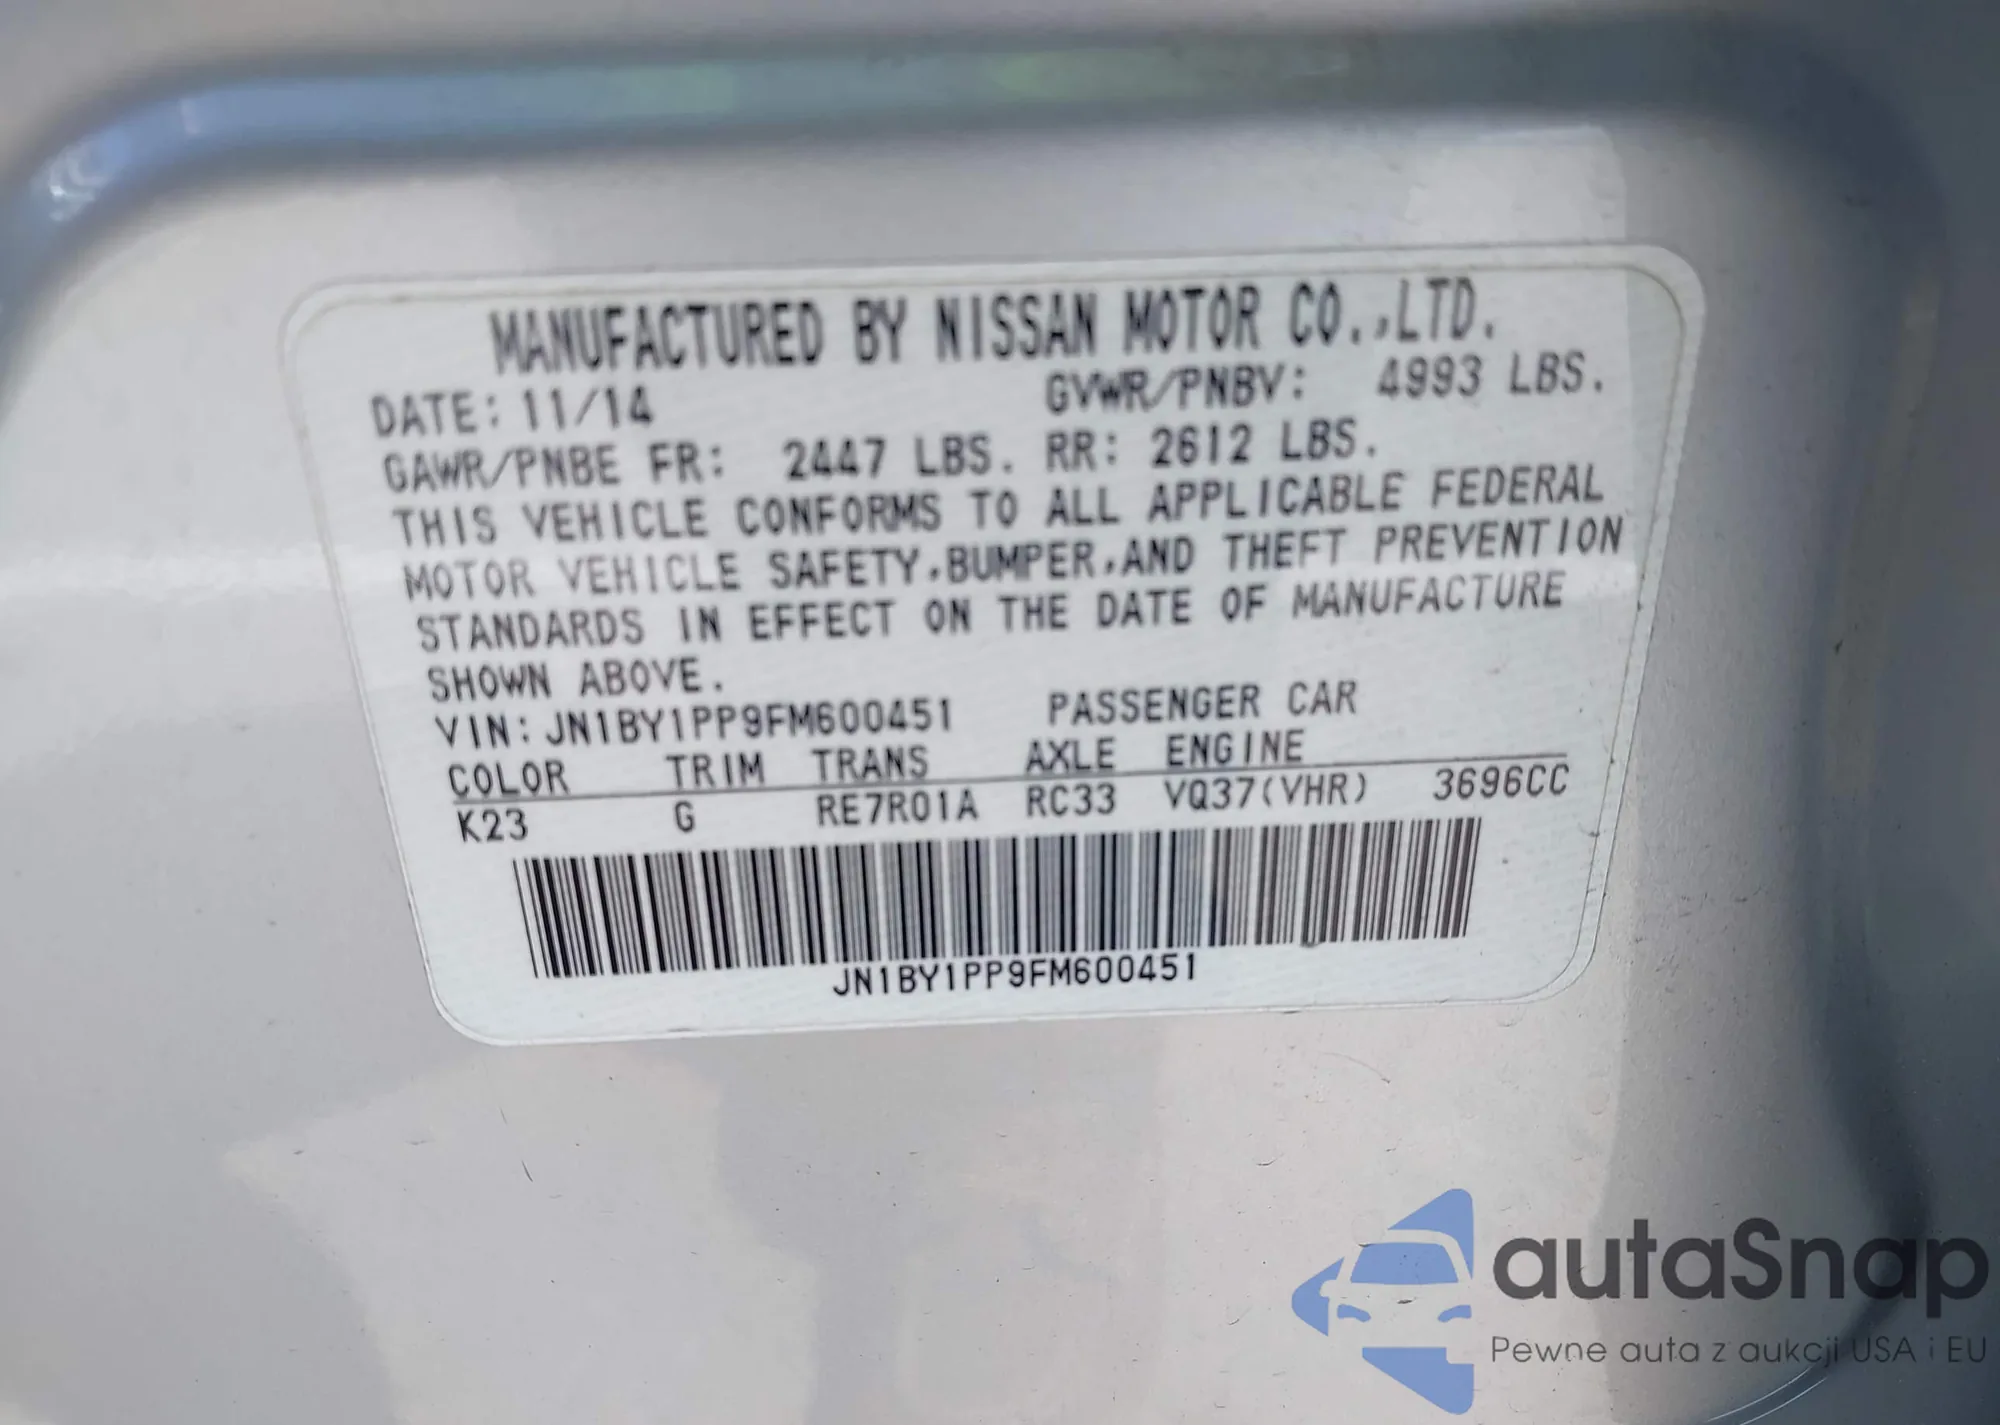 MANUFACTURED BY NISSAN MOTOR CO.,LTD.
DATE: 11/14 GVWR/PNBV: 4993 LBS.
GAWR/PNBE FR: 2447 LBS. RR: 2612 LBS.
THIS VEHICLE CONFORMS TO ALL APPLICABLE FEDERAL
MOTOR VEHICLE SAFETY,BUMPER,AND THEFT PREVENTION
STANDARDS IN EFFECT ON THE DATE OF MANUFACTURE
SHOWN ABOVE.
VIN: JN1BY1PP9FM600451 PASSENGER CAR
COLOR TRIM TRANS AXLE ENGINE
K23 G RE7R01A RC33 VQ37(VHR) 3696CC
JN1BY1PP9FM600451
autaSnap
Pewne auta z aukcji USA i EU